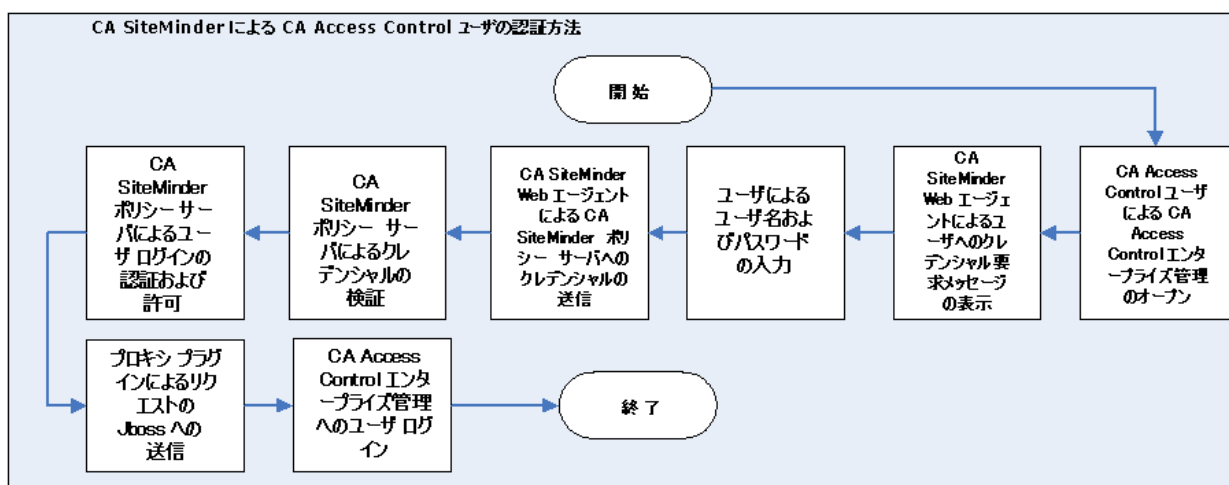 CA SiteMinder による CA Access Control ユーザの認証方法
開始
CA Access
Control ユーザ
による CA
Access
Control エンタ
ープライズ管理
のオープン
CA
SiteMinder
Web エージェ
ントによるユ
ーザへのクレ
デンシャル要
求メッセージ
の表示
ユーザによる
ユーザ名およ
びパスワード
の入力
CA SiteMinder
Web エージェント
による CA
SiteMinder ポリ
シー サーバへの
クレデンシャルの
送信
CA
SiteMinder
ポリシー サー
バによるクレ
デンシャルの
検証
CA
SiteMinder
ポリシー サー
バによるユー
ザ ログインの
認証および
許可
プロキシ プラグ
インによるリク
エストの
Jboss への
送信
CA Access
Control エンタ
ープライズ管理
へのユーザ ログ
イン
終了